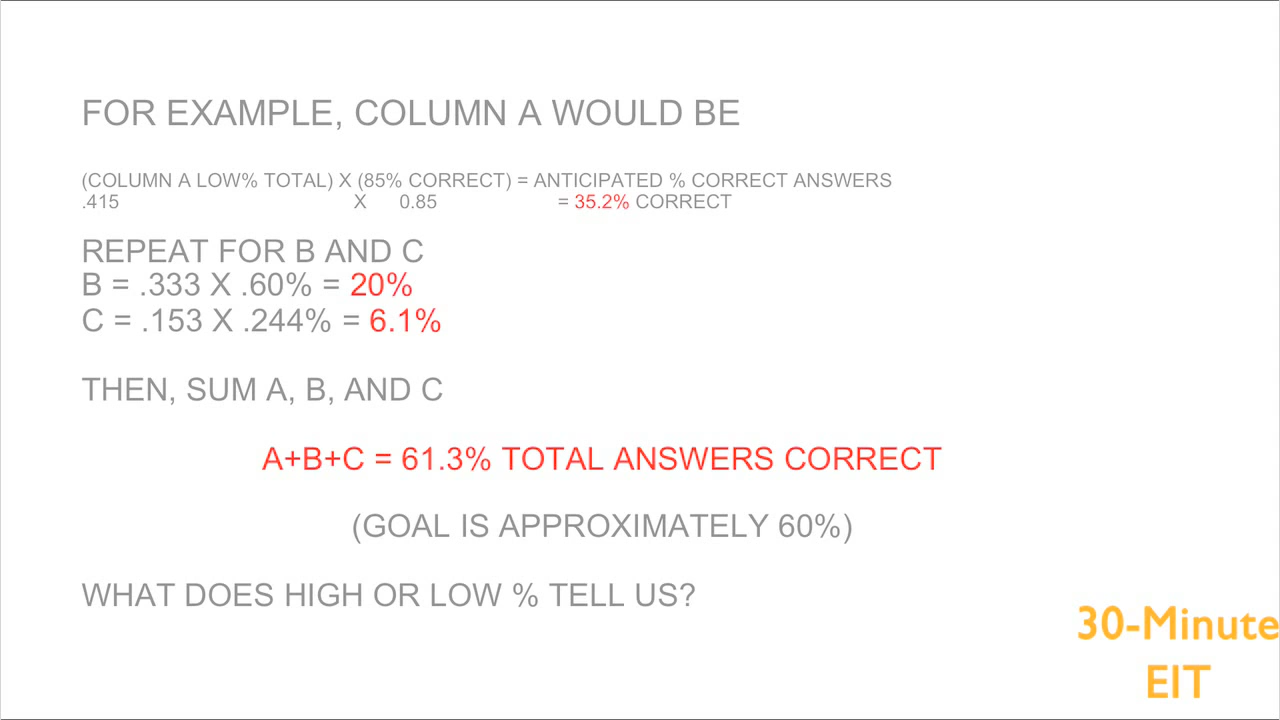 FOR EXAMPLE, COLUMN A WOULD BE
(COLUMN A LOW% TOTAL) X (85% CORRECT) = ANTICIPATED % CORRECT ANSWERS
.415 X 0.85 = 35.2% CORRECT
REPEAT FOR B AND C
B = .333 X .60% = 20%
C = .153 X .244% = 6.1%
THEN, SUM A, B, AND C
A+B+C = 61.3% TOTAL ANSWERS CORRECT
(GOAL IS APPROXIMATELY 60%)
WHAT DOES HIGH OR LOW % TELL US?
30-Minute
EIT